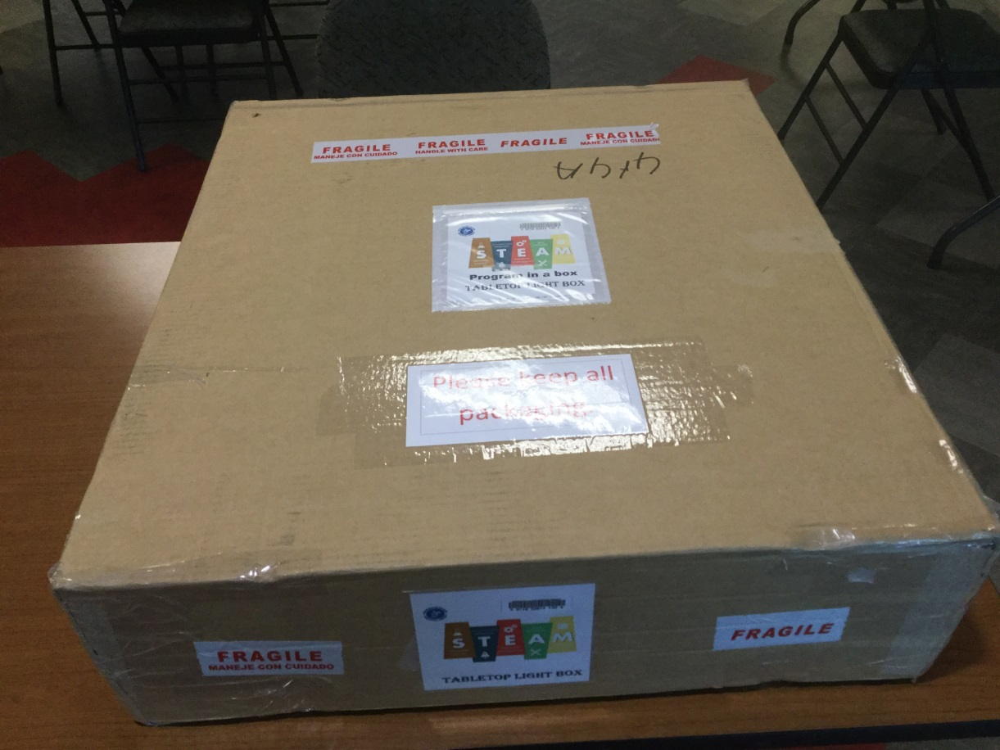 FRAGILE FRAGILE FRAGILE FRAGILE
MANEJE CON CUIDADO HANDLE WITH CARE MANEJE CON CUIDADO
STEAM
Program in a box
TABLETOP LIGHT BOX
Please keep all
packaging.
STEAM
TABLETOP LIGHT BOX
FRAGILE
MANEJE CON CUIDADO
FRAGILE